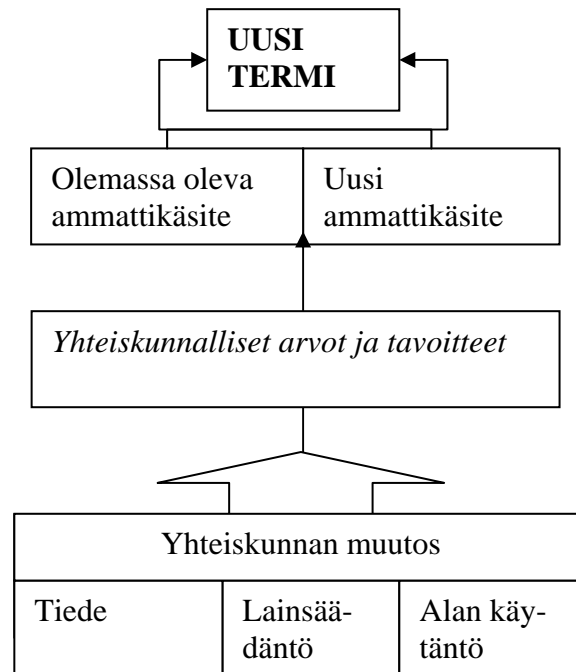 UUSI
TERMI
Olemassa oleva
ammattikäsite
Uusi
ammattikäsite
Yhteiskunnalliset arvot ja tavoitteet
Yhteiskunnan muutos
Tiede
Lainsää-
däntö
Alan käy-
täntö